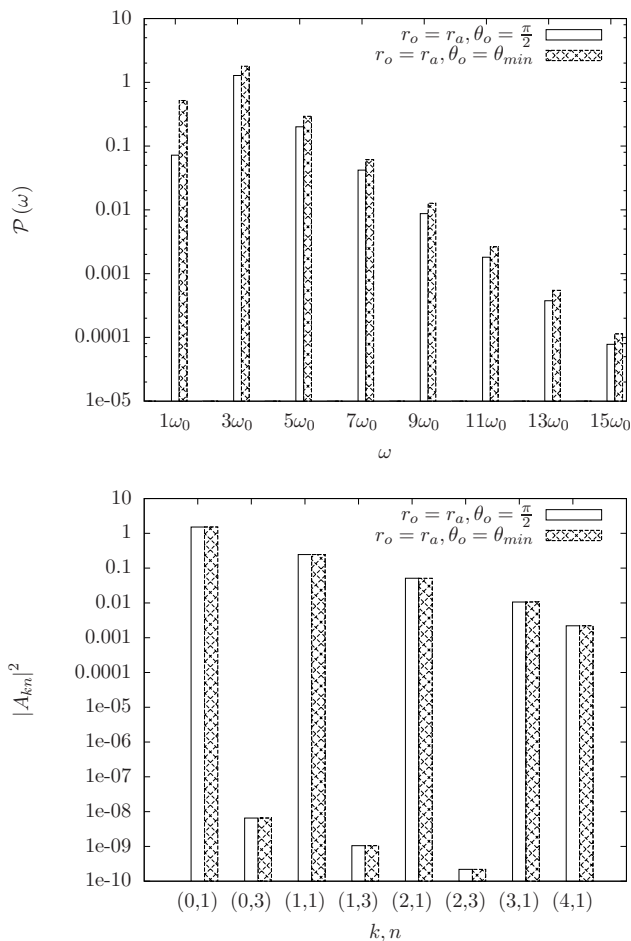 10
1
0.1
0.01
0.001
0.0001
1e-05
𝒫(ω)
r_o = r_a, θ_o = π/2
r_o = r_a, θ_o = θ_min
1ω₀ 3ω₀ 5ω₀ 7ω₀ 9ω₀ 11ω₀ 13ω₀ 15ω₀
ω
10
1
0.1
0.01
0.001
0.0001
1e-05
1e-06
1e-07
1e-08
1e-09
1e-10
|A_kn|²
r_o = r_a, θ_o = π/2
r_o = r_a, θ_o = θ_min
(0,1) (0,3) (1,1) (1,3) (2,1) (2,3) (3,1) (4,1)
k, n